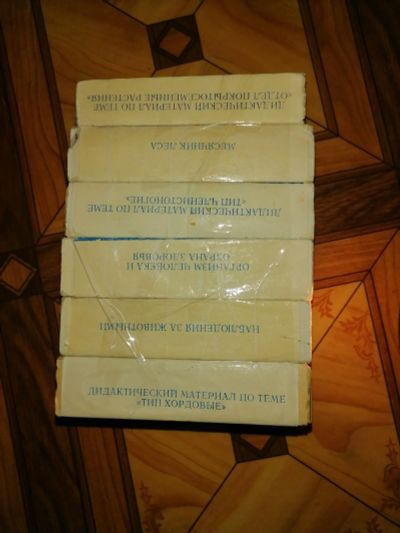 ДИДАКТИЧЕСКИЙ МАТЕРИАЛ ПО ТЕМЕ
«ОТДЕЛ ПОКРЫТОСЕМЕННЫЕ РАСТЕНИЯ»
МЕСЯЧНИК ЛЕСА
ДИДАКТИЧЕСКИЙ МАТЕРИАЛ ПО ТЕМЕ
«ТИП ЧЛЕНИСТОНОГИЕ»
ОРГАНИЗМ ЧЕЛОВЕКА И
ОХРАНА ЗДОРОВЬЯ
НАБЛЮДЕНИЯ ЗА ЖИВОТНЫМИ
ДИДАКТИЧЕСКИЙ МАТЕРИАЛ ПО ТЕМЕ
«ТИП ХОРДОВЫЕ»